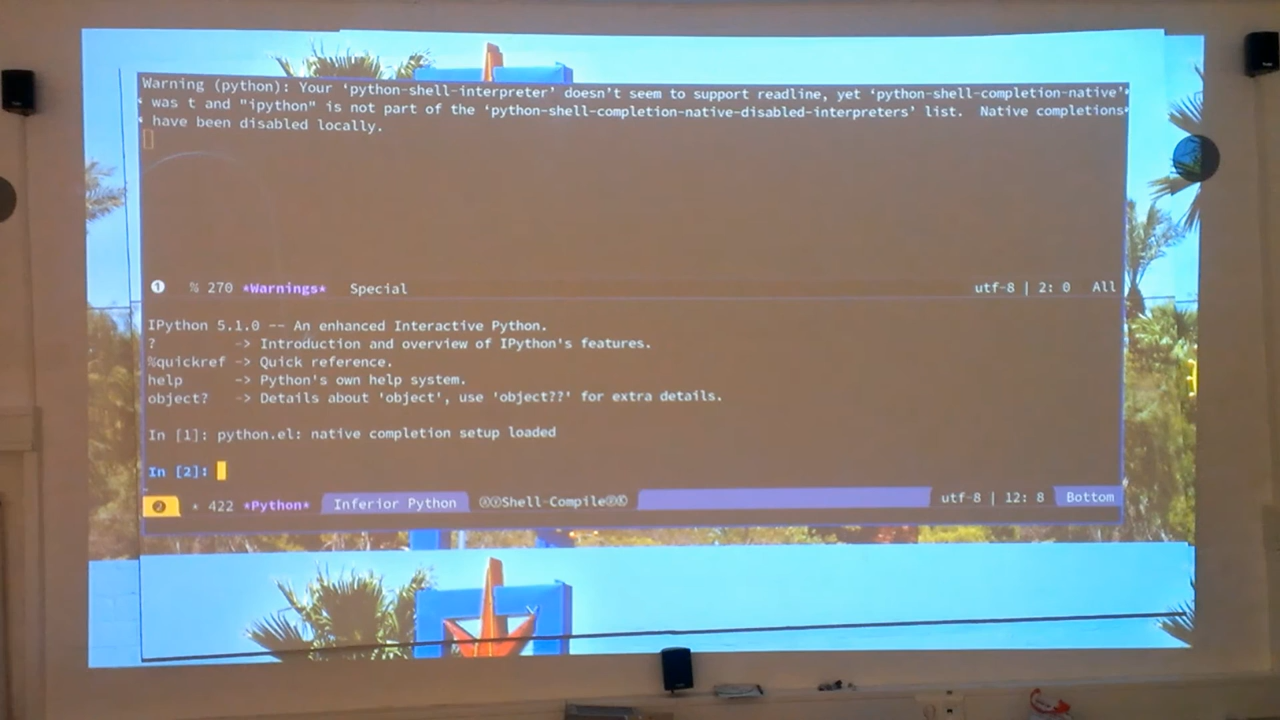 Warning (python): Your ‘python-shell-interpreter’ doesn’t seem to support readline, yet ‘python-shell-completion-native’
was t and "ipython" is not part of the ‘python-shell-completion-native-disabled-interpreters’ list.  Native completions
have been disabled locally.
❶ % 270 *Warnings* Special utf-8 | 2: 0 All
IPython 5.1.0 -- An enhanced Interactive Python.
?         -> Introduction and overview of IPython's features.
%quickref -> Quick reference.
help      -> Python's own help system.
object?   -> Details about 'object', use 'object??' for extra details.
In [1]: python.el: native completion setup loaded
In [2]:
❷ * 422 *Python* Inferior Python Shell-Compile utf-8 | 12: 8 Bottom